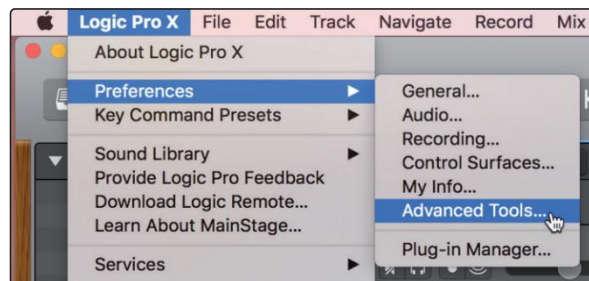 Logic Pro X File Edit Track Navigate Record Mix
About Logic Pro X
Preferences
Key Command Presets
Sound Library
Provide Logic Pro Feedback
Download Logic Remote...
Learn About MainStage...
Services
General...
Audio...
Recording...
Control Surfaces...
My Info...
Advanced Tools...
Plug-in Manager...